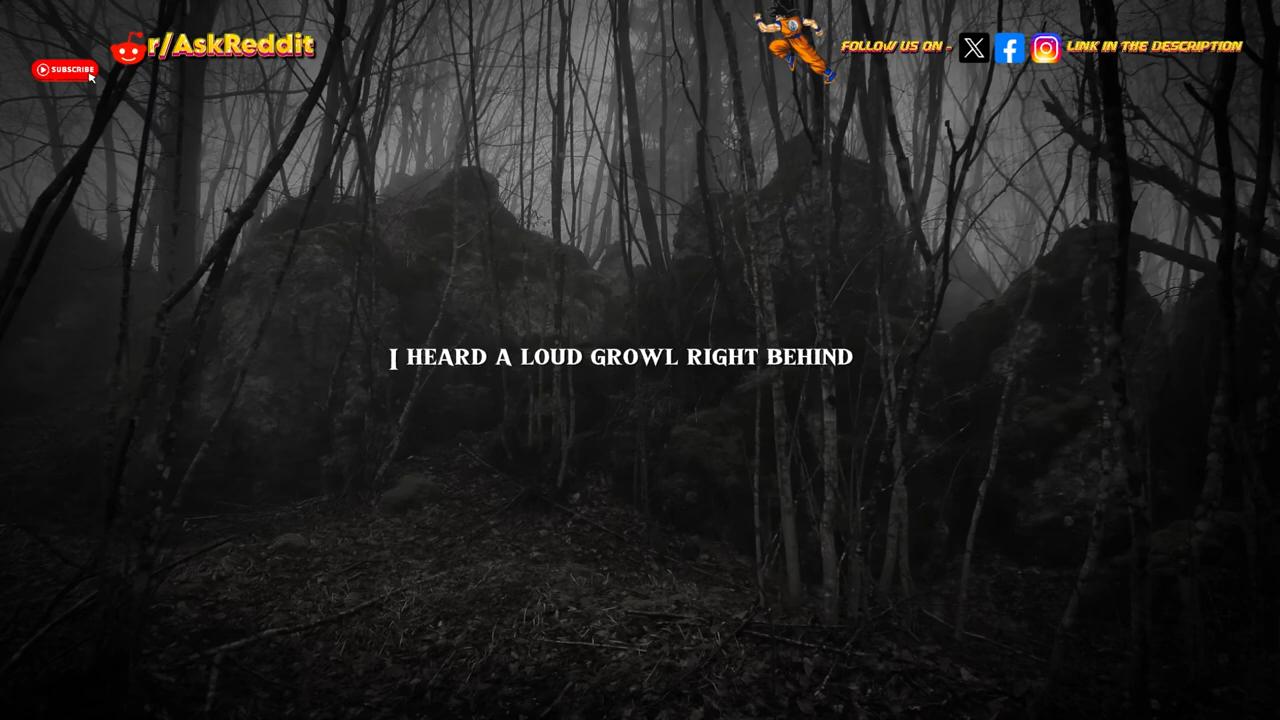 r/AskReddit
SUBSCRIBE
FOLLOW US ON -
LINK IN THE DESCRIPTION
I HEARD A LOUD GROWL RIGHT BEHIND